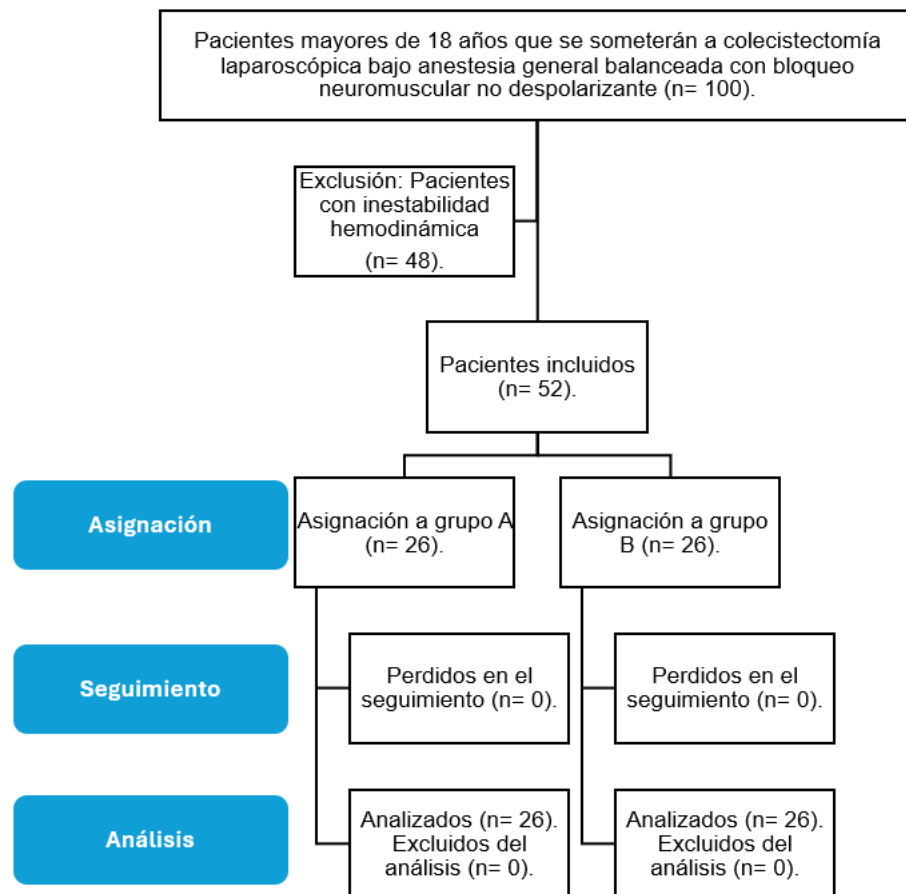 Pacientes mayores de 18 años que se someterán a colecistectomía
laparoscópica bajo anestesia general balanceada con bloqueo
neuromuscular no despolarizante (n= 100).
Exclusión: Pacientes
con inestabilidad
hemodinámica
(n= 48).
Pacientes incluidos
(n= 52).
Asignación
Asignación a grupo A
(n= 26).
Asignación a grupo
B (n= 26).
Seguimiento
Perdidos en el
seguimiento (n= 0).
Perdidos en el
seguimiento (n= 0).
Análisis
Analizados (n= 26).
Excluidos del
análisis (n= 0).
Analizados (n= 26).
Excluidos del
análisis (n= 0).